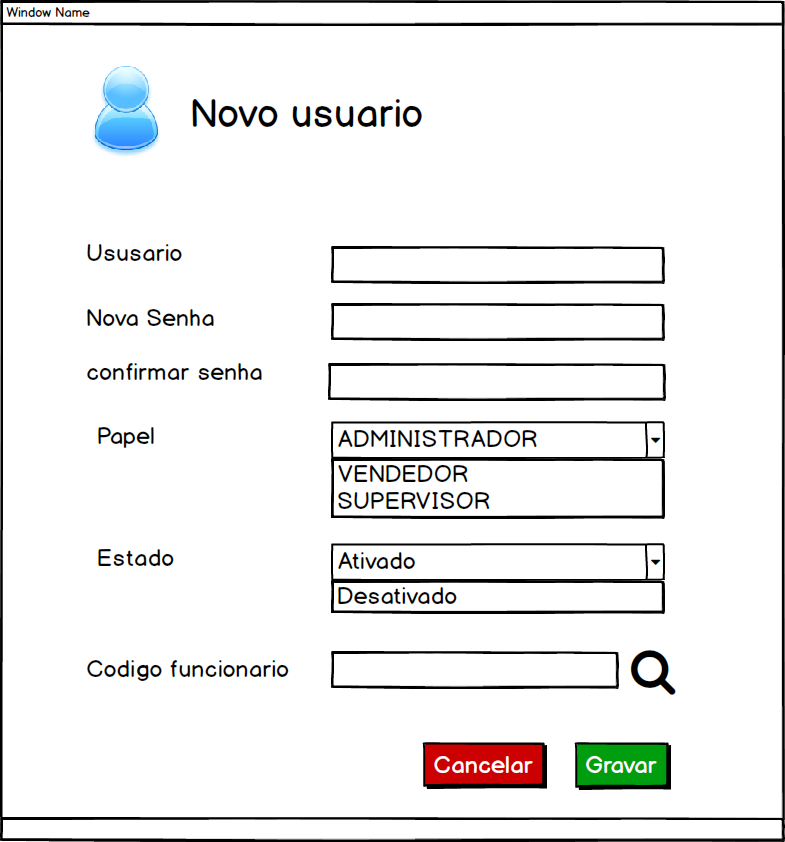 Window Name
Novo usuario
Ususario
Nova Senha
confirmar senha
Papel
ADMINISTRADOR
VENDEDOR
SUPERVISOR
Estado
Ativado
Desativado
Codigo funcionario
Cancelar
Gravar